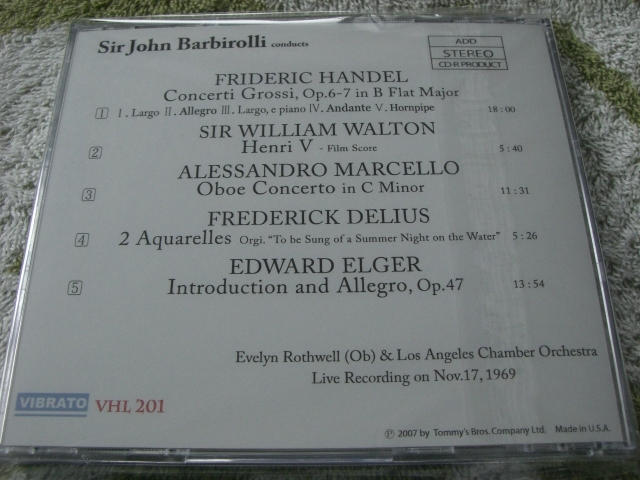 Sir John Barbirolli conducts
ADD
STEREO
CD-R PRODUCT
FRIDERIC HANDEL
Concerti Grossi, Op.6-7 in B Flat Major
1 I. Largo II. Allegro III. Largo, e piano IV. Andante V. Hornpipe 18:00
SIR WILLIAM WALTON
2 Henri V - Film Score 5:40
ALESSANDRO MARCELLO
3 Oboe Concerto in C Minor 11:31
FREDERICK DELIUS
4 2 Aquarelles Orgi. "To be Sung of a Summer Night on the Water" 5:26
EDWARD ELGER
5 Introduction and Allegro, Op.47 13:54
Evelyn Rothwell (Ob) & Los Angeles Chamber Orchestra
Live Recording on Nov.17, 1969
VIBRATO VHL 201
℗ 2007 by Tommy's Bros. Company Ltd. Made in U.S.A.